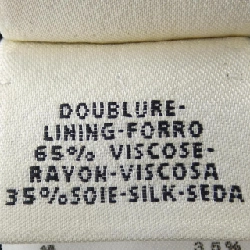 DOUBLURE-
LINING-FORRO
65% VISCOSE-
RAYON-VISCOSA
35%SOIE-SILK-SEDA